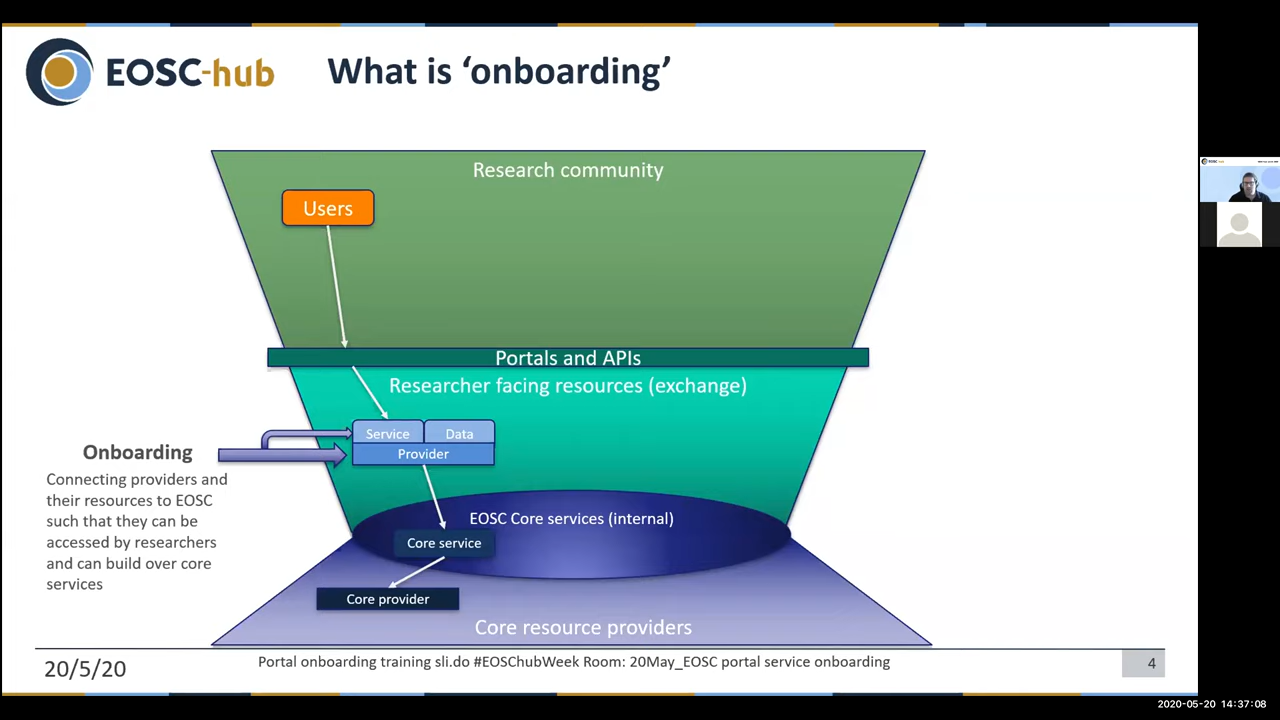 EOSC-hub
What is ‘onboarding’
Research community
Users
Portals and APIs
Researcher facing resources (exchange)
Service
Data
Provider
Onboarding
Connecting providers and
their resources to EOSC
such that they can be
accessed by researchers
and can build over core
services
EOSC Core services (internal)
Core service
Core provider
Core resource providers
20/5/20
Portal onboarding training sli.do #EOSChubWeek Room: 20May_EOSC portal service onboarding
4
EOSC-hub
2020-05-20 14:37:08